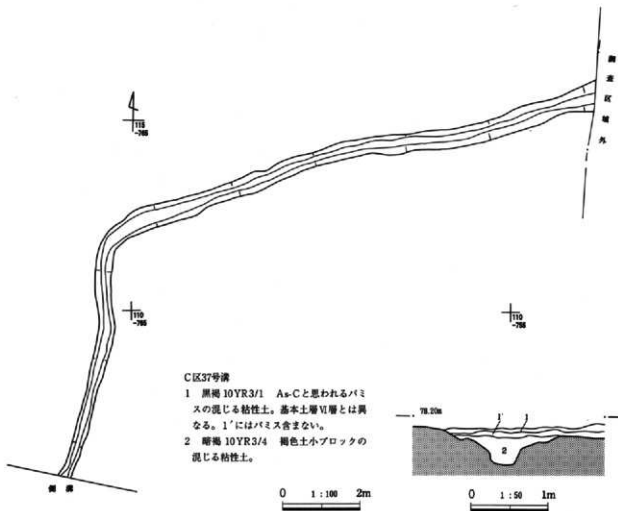 調査区域外
115
-765
110
-765
110
-755
C区37号溝
1 黒褐 10YR3/1 As-Cと思われるパミ
スの混じる粘性土。基本土層Ⅵ層とは異
なる。1´にはパミス含まない。
2 暗褐 10YR3/4 褐色土小ブロックの
混じる粘性土。
78.20m
1´ 1
2
側溝
0 1:100 2m
0 1:50 1m